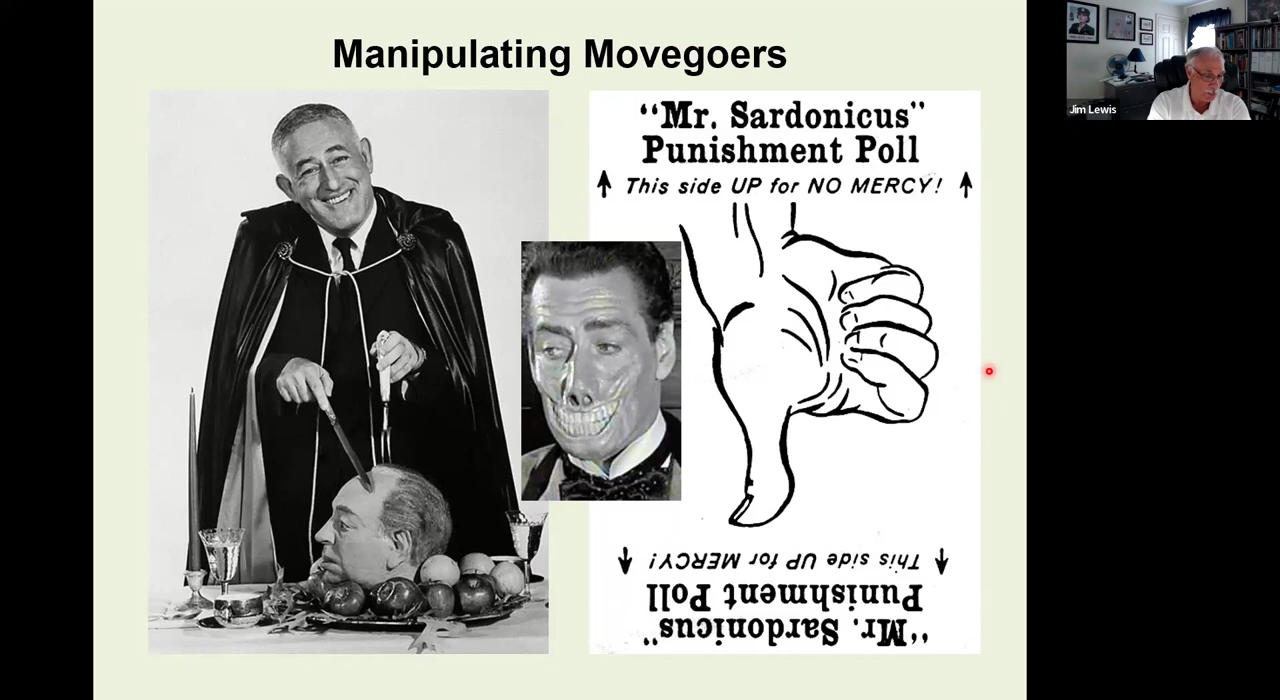 Manipulating Movegoers
Jim Lewis
“Mr. Sardonicus”
Punishment Poll
This side UP for NO MERCY!
This side UP for MERCY!
Punishment Poll
“Mr. Sardonicus”